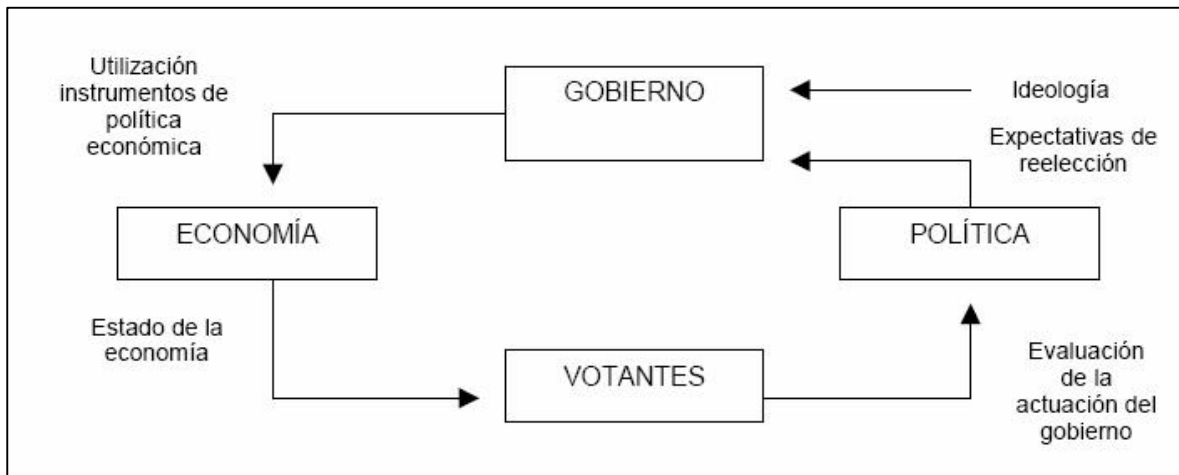 Utilización
instrumentos de
política
económica
GOBIERNO
Ideología
Expectativas de
reelección
ECONOMÍA
POLÍTICA
Estado de la
economía
VOTANTES
Evaluación
de la
actuación del
gobierno